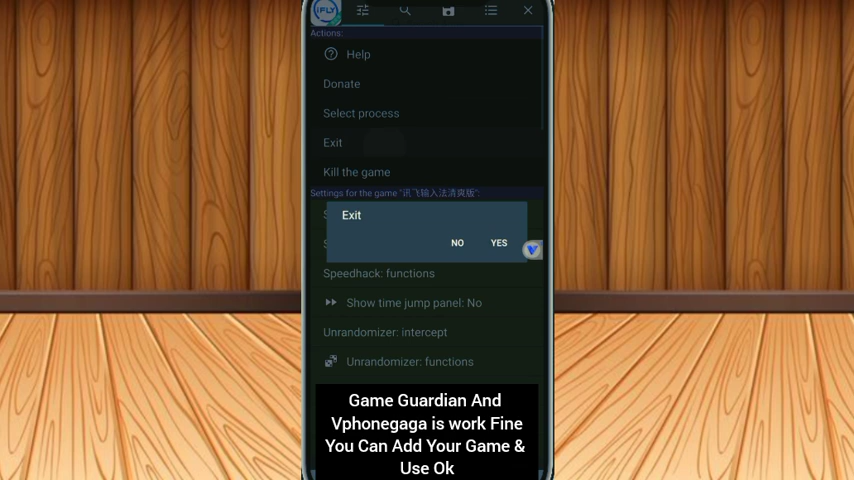 iFLY
Actions:
Help
Donate
Select process
Exit
Kill the game
Settings for the game "讯飞输入法清爽版":
S
Exit
NO YES
S
Speedhack: functions
Show time jump panel: No
Unrandomizer: intercept
Unrandomizer: functions
Game Guardian And
Vphonegaga is work Fine
You Can Add Your Game &
Use Ok